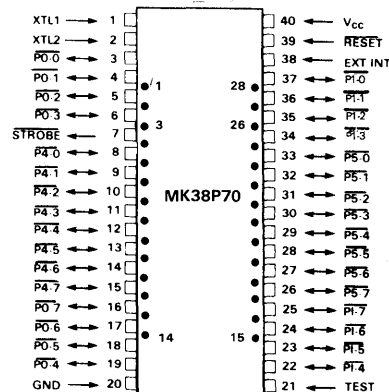 XTL1 1 40 VCC
XTL2 2 39 RESET
P0-0 3 38 EXT INT
P0-1 4 1 28 37 P1-0
P0-2 5 36 P1-1
P0-3 6 3 26 35 P1-2
STROBE 7 34 P1-3
P4-0 8 33 P5-0
P4-1 9 32 P5-1
P4-2 10 MK38P70 31 P5-2
P4-3 11 30 P5-3
P4-4 12 29 P5-4
P4-5 13 28 P5-5
P4-6 14 27 P5-6
P4-7 15 26 P5-7
P0-7 16 25 P1-7
P0-6 17 14 15 24 P1-6
P0-5 18 23 P1-5
P0-4 19 22 P1-4
GND 20 21 TEST